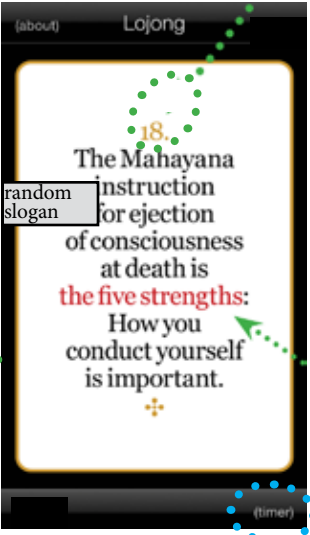 (about) Lojong
18.
The Mahayana
instruction
for ejection
of consciousness
at death is
the five strengths:
How you
conduct yourself
is important.
random
slogan
(timer)